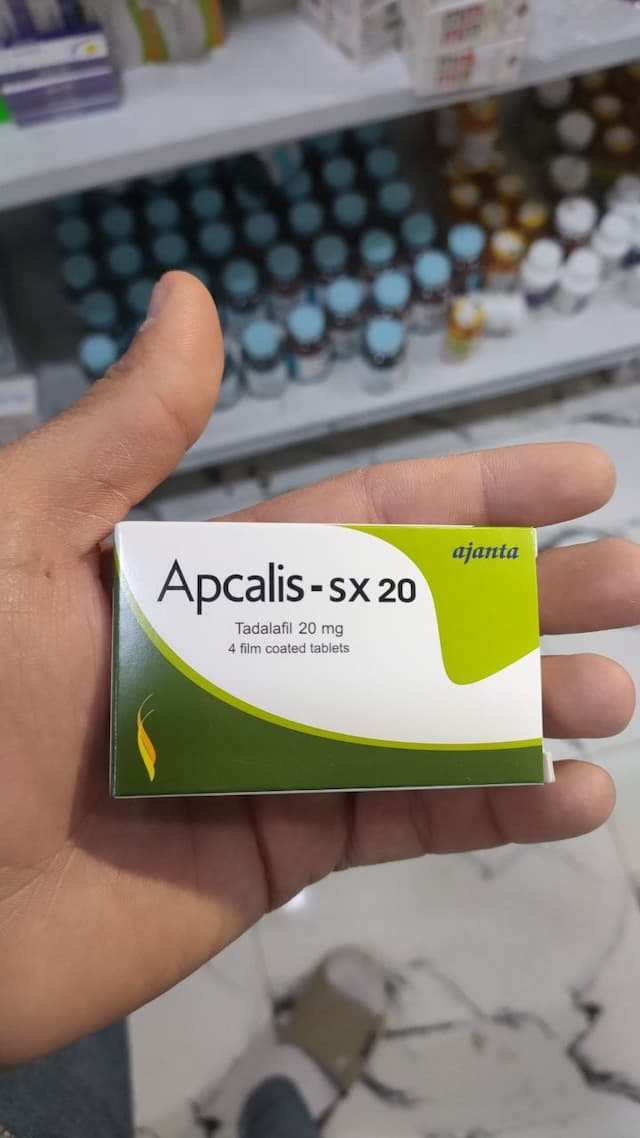 ajanta
Apcalis-SX 20
Tadalafil 20 mg
4 film coated tablets